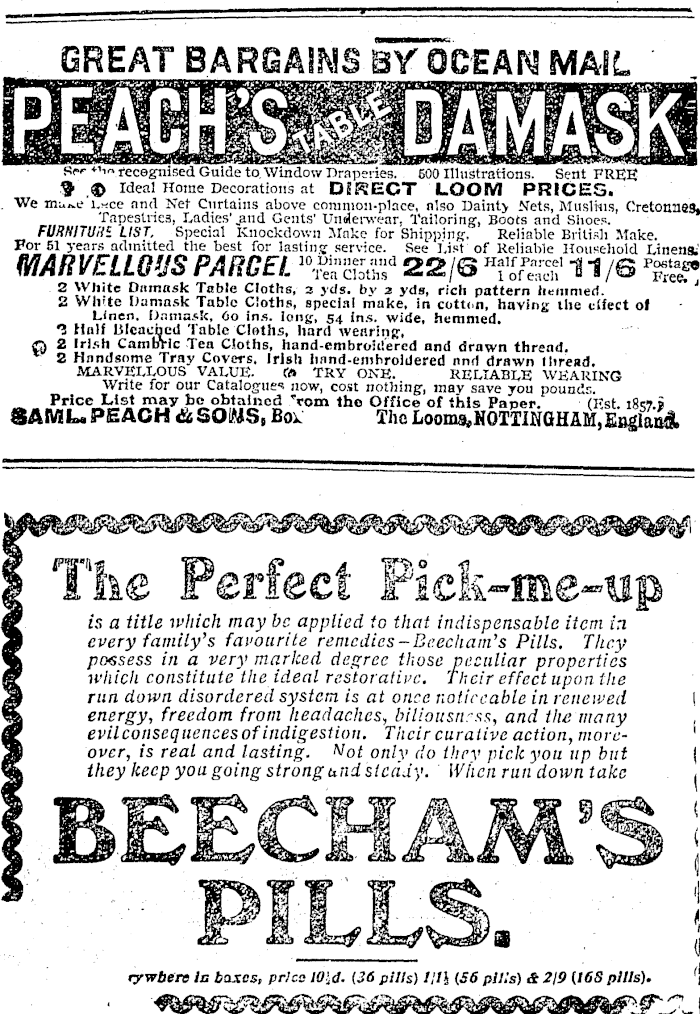 GREAT BARGAINS BY OCEAN MAIL
PEACH'S TABLE DAMASK
See the recognised Guide to Window Draperies. 500 Illustrations. Sent FREE
Ideal Home Decorations at DIRECT LOOM PRICES.
We make Lace and Net Curtains above common-place, also Dainty Nets, Muslins, Cretonnes,
Tapestries, Ladies' and Gents' Underwear, Tailoring, Boots and Shoes.
FURNITURE LIST. Special Knockdown Make for Shipping. Reliable British Make.
For 51 years admitted the best for lasting service. See List of Reliable Household Linens.
MARVELLOUS PARCEL 10 Dinner and Tea Cloths 22/6 Half Parcel 1 of each 11/6 Postage Free.
2 White Damask Table Cloths, 2 yds. by 2 yds, rich pattern hemmed.
2 White Damask Table Cloths, special make, in cotton, having the effect of
Linen, Damask, 60 ins. long, 54 ins. wide, hemmed.
2 Half Bleached Table Cloths, hard wearing.
2 Irish Cambric Tea Cloths, hand-embroidered and drawn thread.
2 Handsome Tray Covers, Irish hand-embroidered and drawn thread.
MARVELLOUS VALUE. TRY ONE. RELIABLE WEARING
Write for our Catalogues now, cost nothing, may save you pounds.
Price List may be obtained from the Office of this Paper. (Est. 1857.)
SAML. PEACH & SONS, Box The Looms, NOTTINGHAM, England.
The Perfect Pick-me-up
is a title which may be applied to that indispensable item in
every family's favourite remedies—Beecham's Pills. They
possess in a very marked degree those peculiar properties
which constitute the ideal restorative. Their effect upon the
run down disordered system is at once noticeable in renewed
energy, freedom from headaches, biliousness, and the many
evil consequences of indigestion. Their curative action, more-
over, is real and lasting. Not only do they pick you up but
they keep you going strong and steady. When run down take
BEECHAM'S
PILLS.
rywhere in boxes, price 10½d. (36 pills) 1/1½ (56 pills) & 2/9 (168 pills).